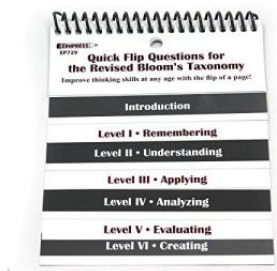 EDUPRESS
EP729
Quick Flip Questions for
the Revised Bloom's Taxonomy
Improve thinking skills at any age with the flip of a page!
Introduction
Level I • Remembering
Level II • Understanding
Level III • Applying
Level IV • Analyzing
Level V • Evaluating
Level VI • Creating